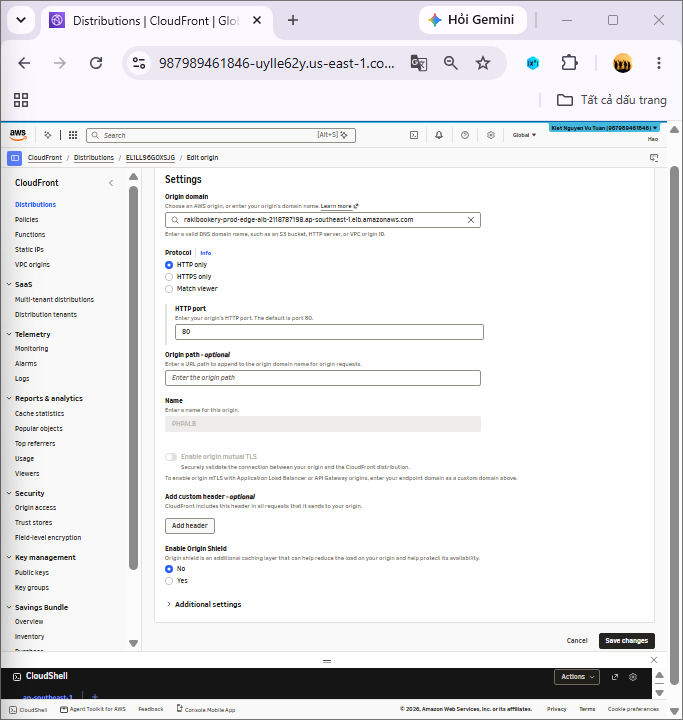 Distributions | CloudFront | Glo
Hỏi Gemini
987989461846-uylle62y.us-east-1.co...
Tất cả dấu trang
aws
Search
[Alt+S]
Global
Kiet Nguyen Vu Tuan (987989461846)
Hao
CloudFront / Distributions / EL1LL96GOXSJG / Edit origin
CloudFront
Distributions
Policies
Functions
Static IPs
VPC origins
SaaS
Multi-tenant distributions
Distribution tenants
Telemetry
Monitoring
Alarms
Logs
Reports & analytics
Cache statistics
Popular objects
Top referrers
Usage
Viewers
Security
Origin access
Trust stores
Field-level encryption
Key management
Public keys
Key groups
Savings Bundle
Overview
Inventory
Settings
Origin domain
Choose an AWS origin, or enter your origin's domain name. Learn more
rakibookery-prod-edge-alb-2118787198.ap-southeast-1.elb.amazonaws.com
Enter a valid DNS domain name, such as an S3 bucket, HTTP server, or VPC origin ID.
Protocol | Info
HTTP only
HTTPS only
Match viewer
HTTP port
Enter your origin's HTTP port. The default is port 80.
80
Origin path - optional
Enter a URL path to append to the origin domain name for origin requests.
Enter the origin path
Name
Enter a name for this origin.
PHPALB
Enable origin mutual TLS
Securely validate the connection between your origin and the CloudFront distribution.
To enable origin mTLS with Application Load Balancer or API Gateway origins, enter your endpoint domain as a custom domain above.
Add custom header - optional
CloudFront includes this header in all requests that it sends to your origin.
Add header
Enable Origin Shield
Origin shield is an additional caching layer that can help reduce the load on your origin and help protect its availability.
No
Yes
Additional settings
Cancel
Save changes
CloudShell
Actions
ap-southeast-1
+
CloudShell
Agent Toolkit for AWS
Feedback
Console Mobile App
© 2026, Amazon Web Services, Inc. or its affiliates.
Privacy
Terms
Cookie preferences